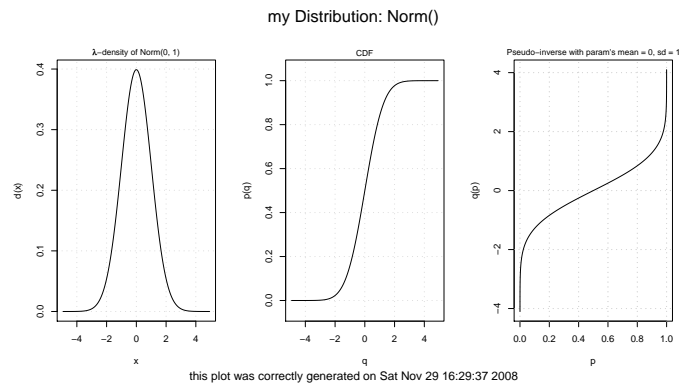 my Distribution: Norm()
λ−density of Norm(0, 1)
CDF
Pseudo−inverse with param's mean = 0, sd = 1
d(x)
0.0 0.1 0.2 0.3 0.4
−4 −2 0 2 4
x
p(q)
0.0 0.2 0.4 0.6 0.8 1.0
−4 −2 0 2 4
q
q(p)
−4 −2 0 2 4
0.0 0.2 0.4 0.6 0.8 1.0
p
this plot was correctly generated on Sat Nov 29 16:29:37 2008